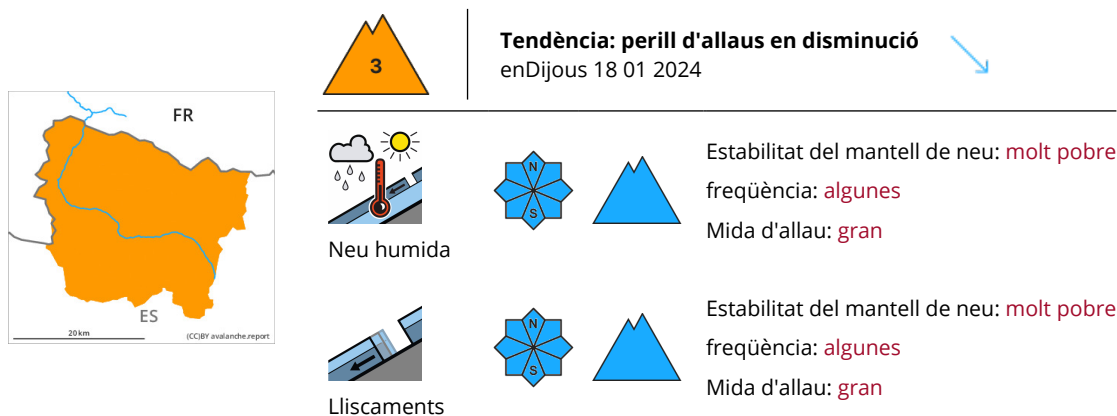 3
Tendència: perill d'allaus en disminució
enDijous 18 01 2024
FR
ES
20 km
(CC)BY avalanche.report
N
S
Estabilitat del mantell de neu: molt pobre
freqüència: algunes
Mida d'allau: gran
Neu humida
N
S
Estabilitat del mantell de neu: molt pobre
freqüència: algunes
Mida d'allau: gran
Lliscaments